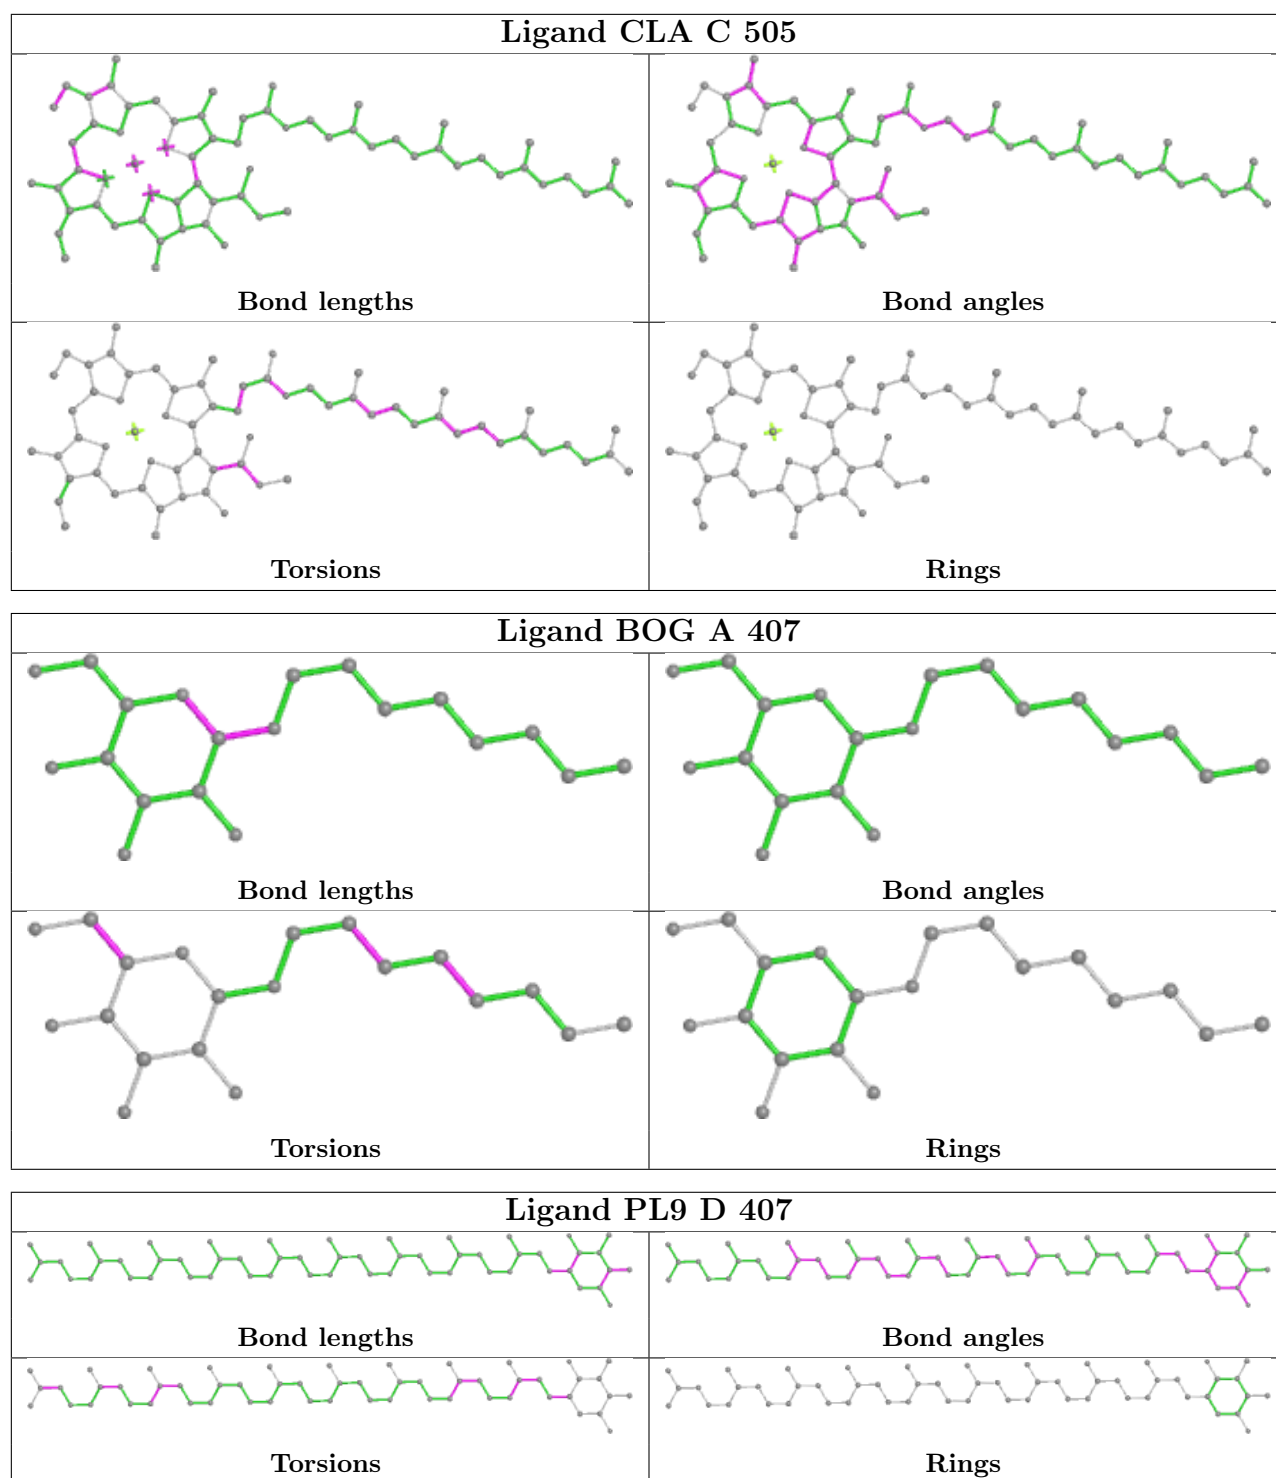 Ligand CLA C 505
Bond lengths
Bond angles
Torsions
Rings
Ligand BOG A 407
Bond lengths
Bond angles
Torsions
Rings
Ligand PL9 D 407
Bond lengths
Bond angles
Torsions
Rings